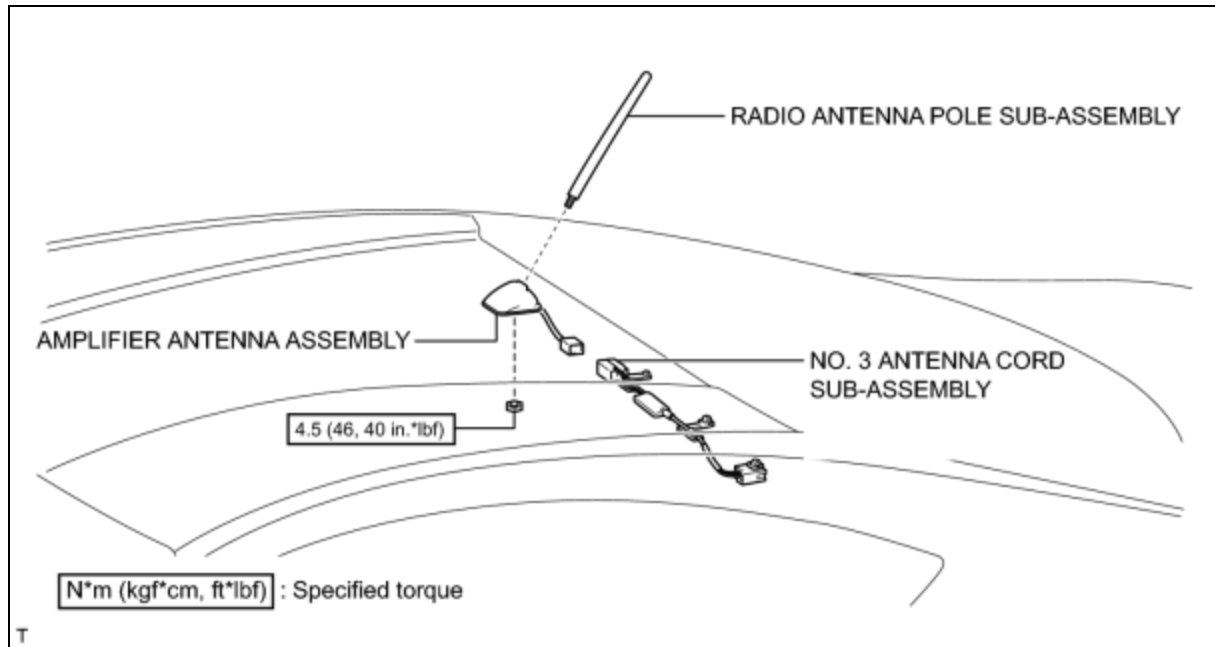 RADIO ANTENNA POLE SUB-ASSEMBLY
AMPLIFIER ANTENNA ASSEMBLY
NO. 3 ANTENNA CORD
SUB-ASSEMBLY
4.5 (46, 40 in.*lbf)
N*m (kgf*cm, ft*lbf) : Specified torque
T